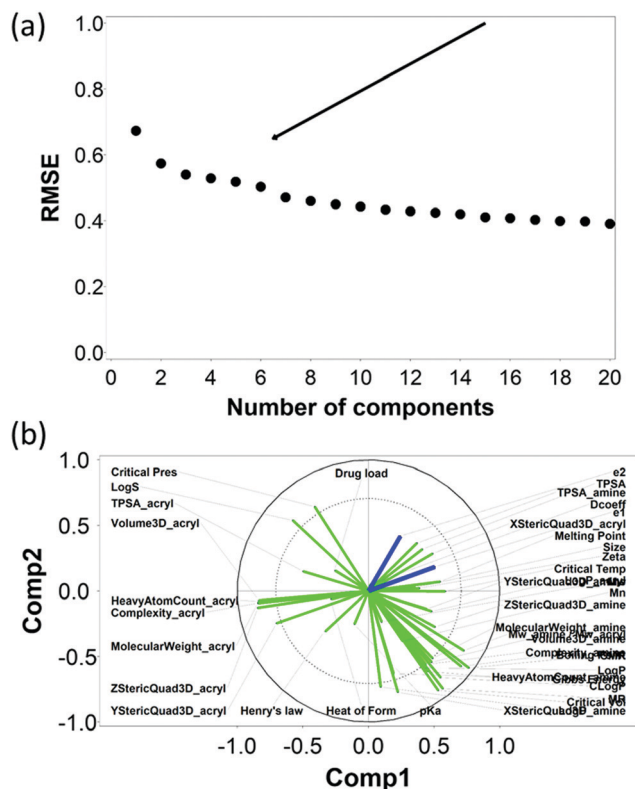 (a)
1.0
0.8
0.6
0.4
0.2
0.0
RMSE
0 2 4 6 8 10 12 14 16 18 20
Number of components
(b)
1.0
0.5
0.0
-0.5
-1.0
Comp2
Critical Pres
LogS
TPSA_acryl
Volume3D_acryl
HeavyAtomCount_acryl
Complexity_acryl
MolecularWeight_acryl
ZStericQuad3D_acryl
YStericQuad3D_acryl
Drug load
Henry's law
Heat of Form
pKa
e2
TPSA
TPSA_amine
Dcoeff
e1
XStericQuad3D_acryl
Melting Point
Size
Zeta
Critical Temp
Mn
ZStericQuad3D_amine
MolecularWeight_amine
Volume3D_amine
LogP
HeavyAtomCount_amine
CLogP
MR
Critical Vol
-1.0 -0.5 0.0 0.5 1.0
Comp1